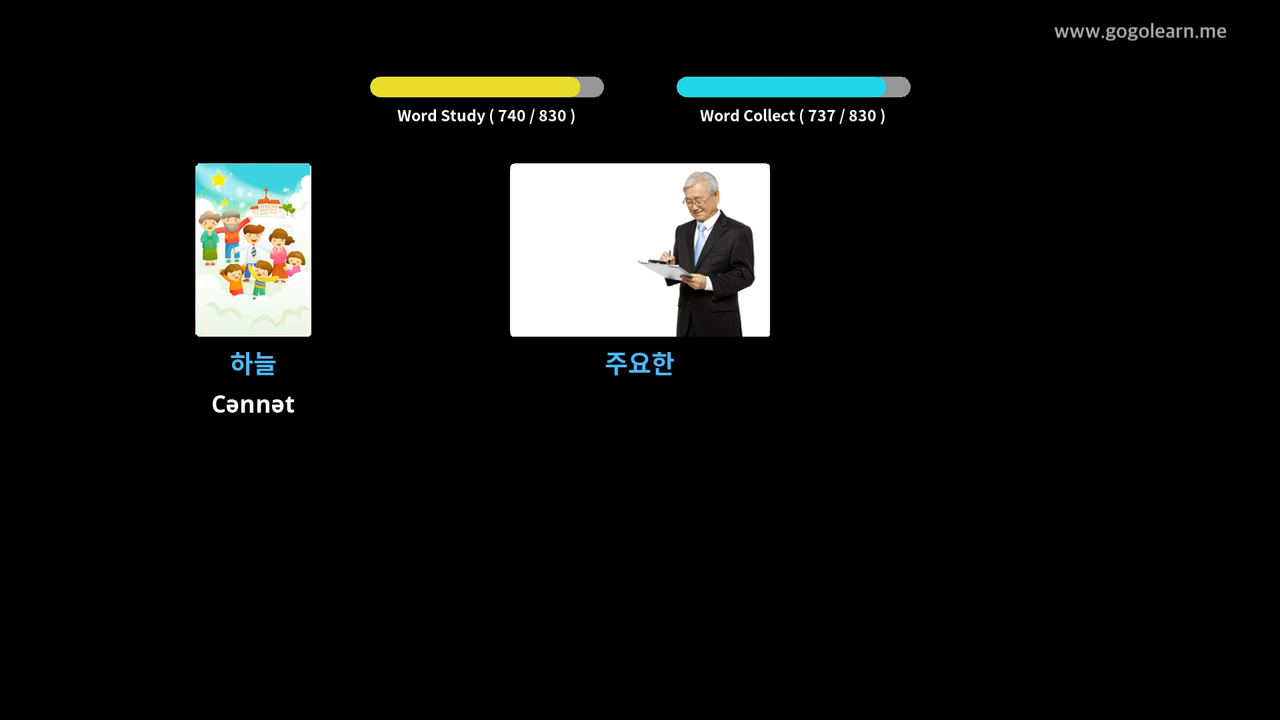 www.gogolearn.me
Word Study ( 740 / 830 )
Word Collect ( 737 / 830 )
하늘
주요한
Cənnət